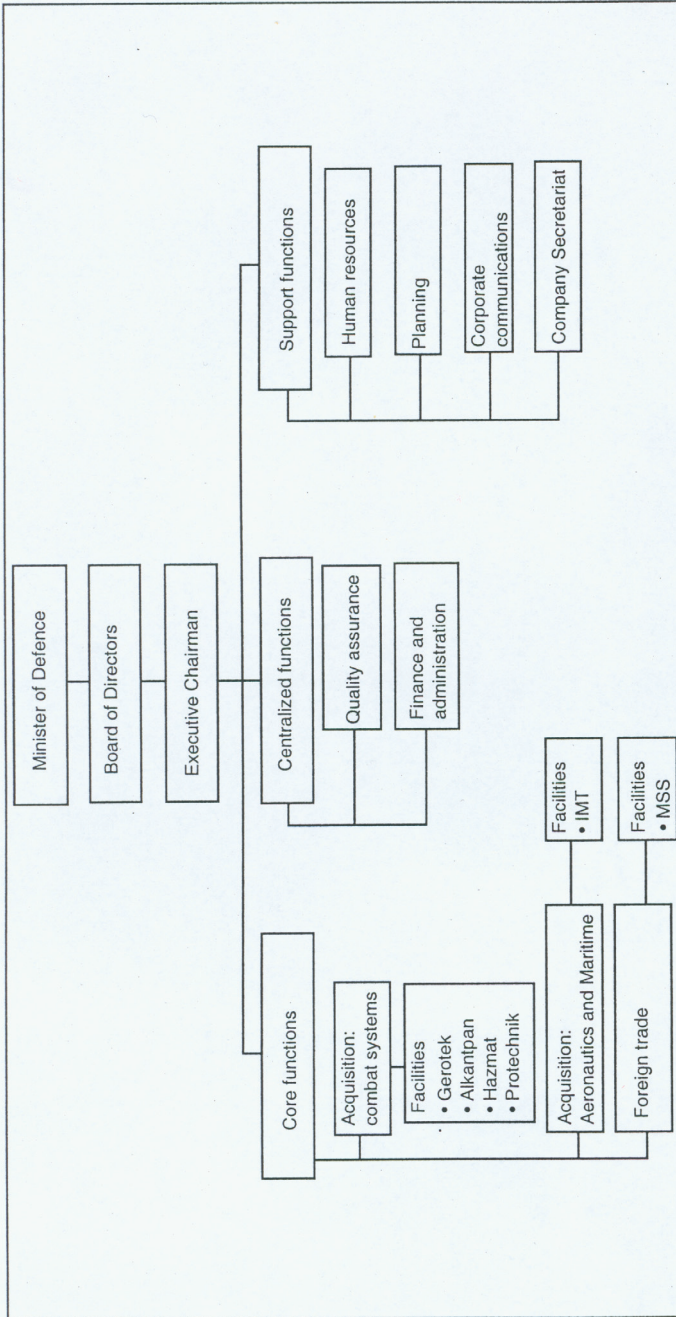 Minister of Defence
Board of Directors
Executive Chairman
Core functions
Acquisition:
combat systems
Facilities
• Gerotek
• Alkantpan
• Hazmat
• Protechnik
Acquisition:
Aeronautics and Maritime
Facilities
• IMT
Foreign trade
Facilities
• MSS
Centralized functions
Quality assurance
Finance and
administration
Support functions
Human resources
Planning
Corporate
communications
Company Secretariat